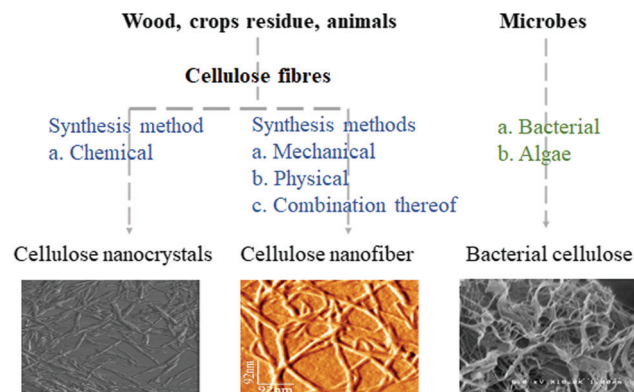 Wood, crops residue, animals
Microbes
Cellulose fibres
Synthesis method
a. Chemical
Synthesis methods
a. Mechanical
b. Physical
c. Combination thereof
a. Bacterial
b. Algae
Cellulose nanocrystals
Cellulose nanofiber
Bacterial cellulose
92nm